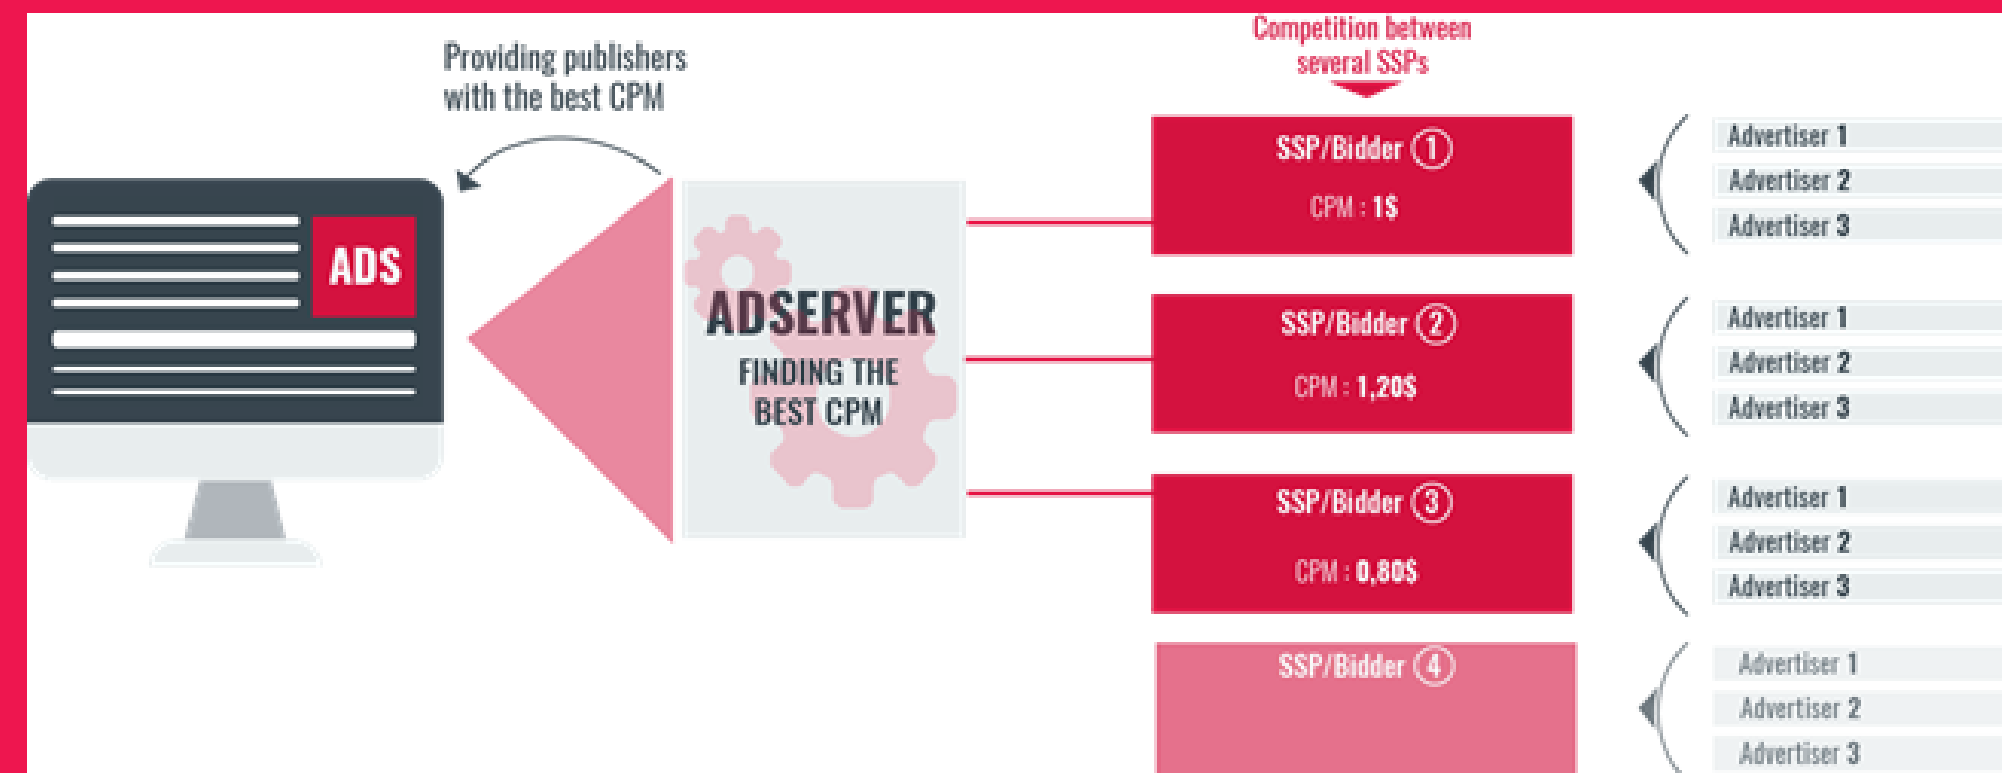 Providing publishers
with the best CPM
ADS
ADSERVER
FINDING THE
BEST CPM
Competition between
several SSPs
SSP/Bidder 1
CPM : 1$
Advertiser 1
Advertiser 2
Advertiser 3
SSP/Bidder 2
CPM : 1,20$
Advertiser 1
Advertiser 2
Advertiser 3
SSP/Bidder 3
CPM : 0,80$
Advertiser 1
Advertiser 2
Advertiser 3
SSP/Bidder 4
Advertiser 1
Advertiser 2
Advertiser 3